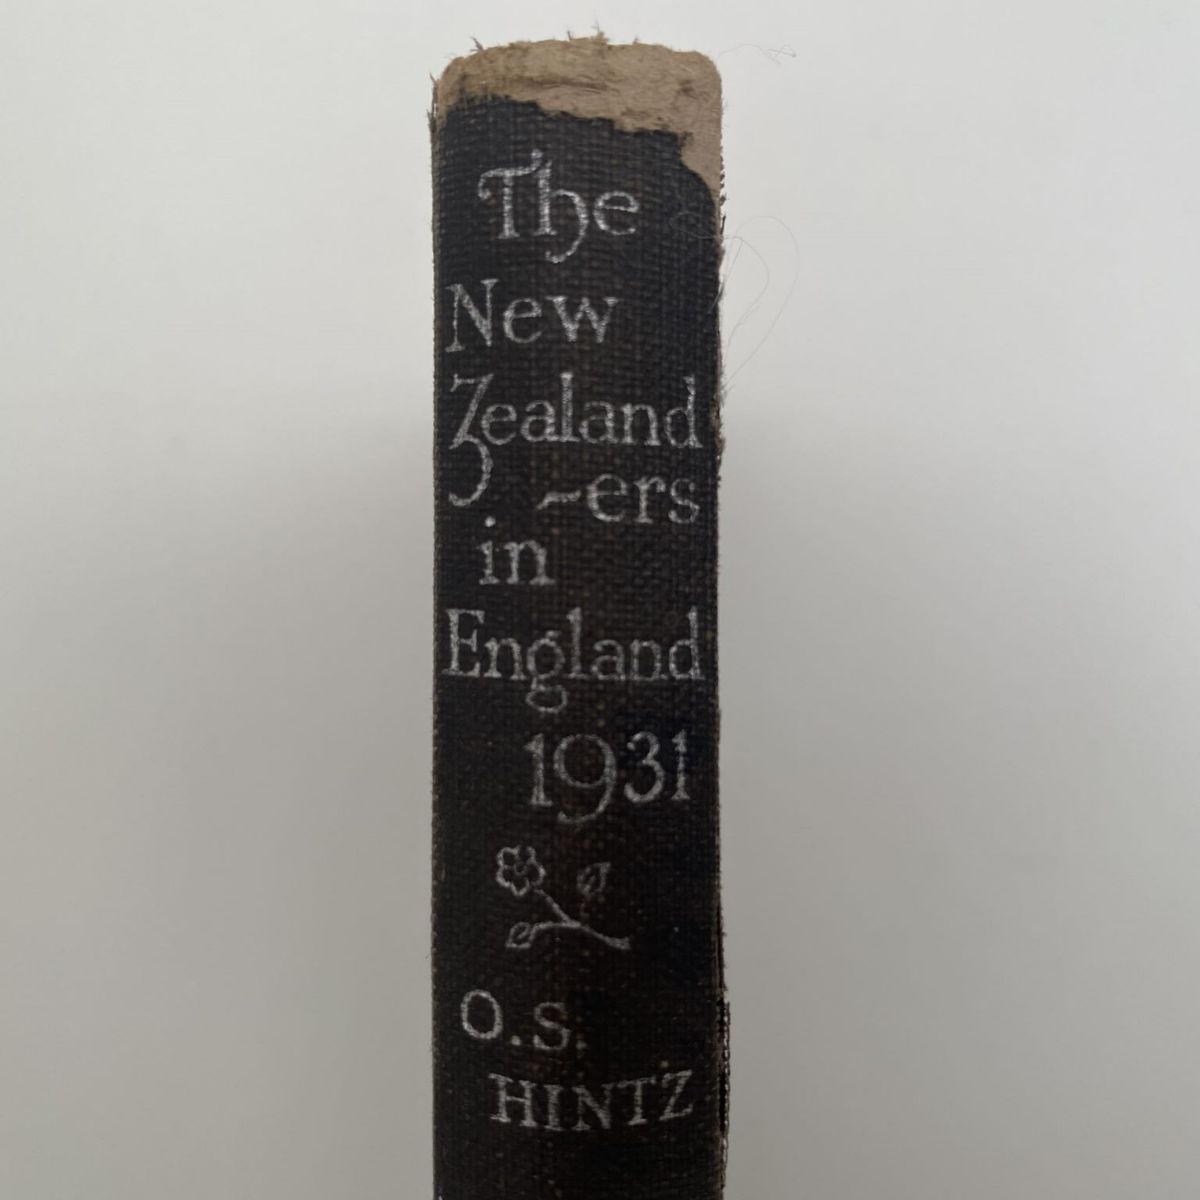 The
New
Zealand
-ers
in
England
1931
O.S.
HINTZ